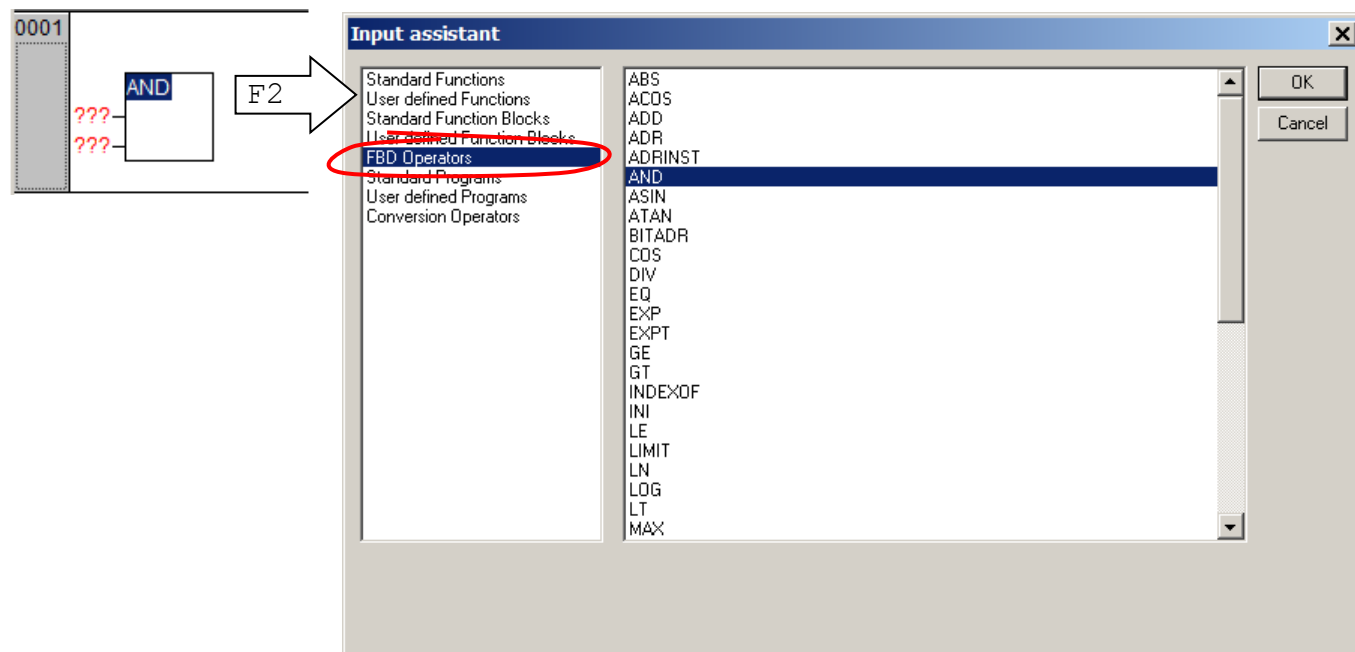 0001
AND
???
???
F2
Input assistant
Standard Functions
User defined Functions
Standard Function Blocks
User defined Function Blocks
FBD Operators
Standard Programs
User defined Programs
Conversion Operators
ABS
ACOS
ADD
ADR
ADRINST
AND
ASIN
ATAN
BITADR
COS
DIV
EQ
EXP
EXPT
GE
GT
INDEXOF
INI
LE
LIMIT
LN
LOG
LT
MAX
OK
Cancel